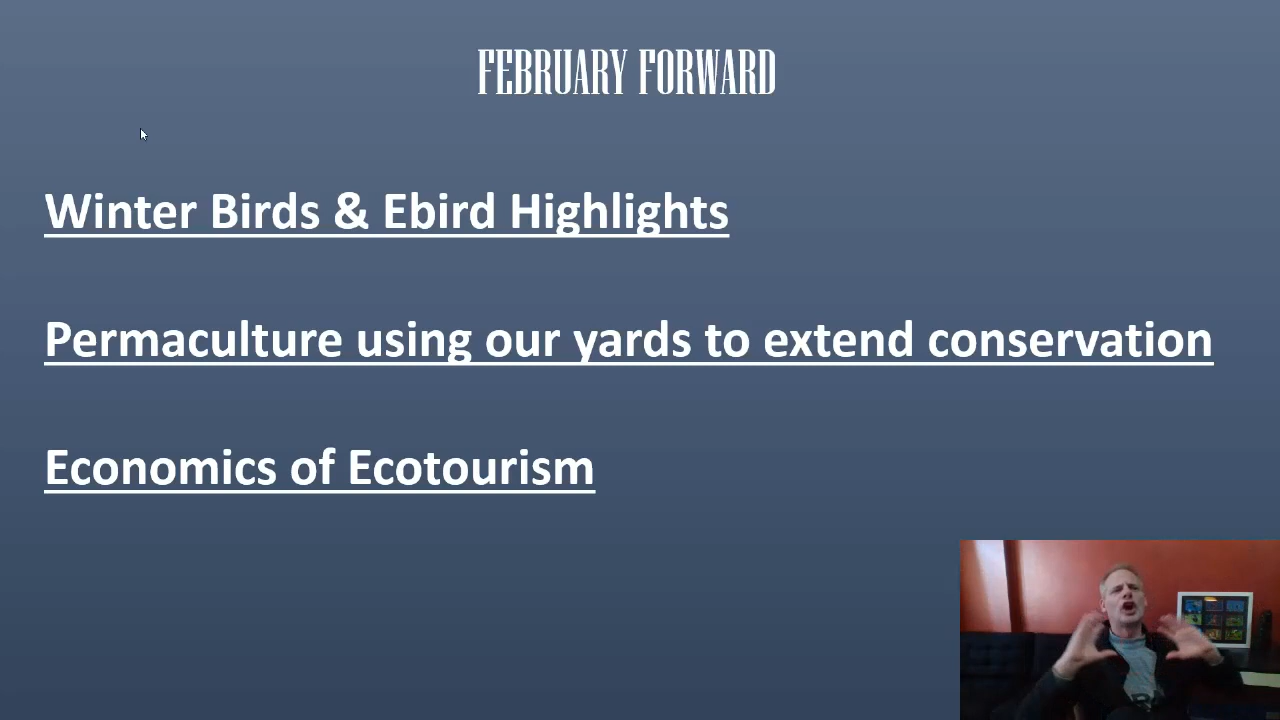 FEBRUARY FORWARD
Winter Birds & Ebird Highlights
Permaculture using our yards to extend conservation
Economics of Ecotourism